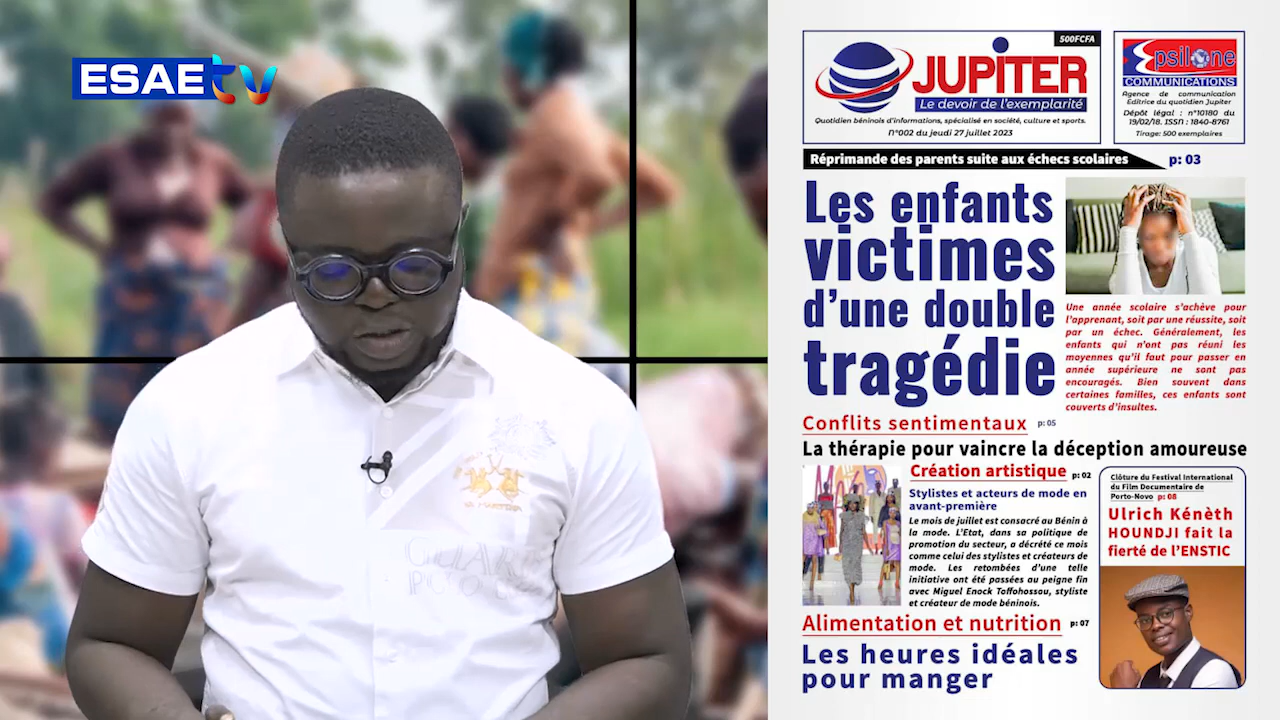 ESAEtv
500FCFA
JUPITER
Le devoir de l'exemplarité
Quotidien béninois d'informations, spécialisé en société, culture et sports.
N°002 du jeudi 27 juillet 2023
Epsilone
COMMUNICATIONS
Agence de communication
Éditrice du quotidien Jupiter
Dépôt légal : n°10180 du
19/02/18. ISSN : 1840-8761
Tirage: 500 exemplaires
Réprimande des parents suite aux échecs scolaires p: 03
Les enfants
victimes
d'une double
tragédie
Une année scolaire s'achève pour
l'apprenant, soit par une réussite, soit
par un échec. Généralement, les
enfants qui n'ont pas réuni les
moyennes qu'il faut pour passer en
année supérieure ne sont pas
encouragés. Bien souvent dans
certaines familles, ces enfants sont
couverts d'insultes.
Conflits sentimentaux p: 05
La thérapie pour vaincre la déception amoureuse
Création artistique p: 02
Stylistes et acteurs de mode en
avant-première
Le mois de juillet est consacré au Bénin à
la mode. L'Etat, dans sa politique de
promotion du secteur, a décrété ce mois
comme celui des stylistes et créateurs de
mode. Les retombées d'une telle
initiative ont été passées au peigne fin
avec Miguel Enock Toffohossou, styliste
et créateur de mode béninois.
Clôture du Festival International
du Film Documentaire de
Porto-Novo p: 08
Ulrich Kénèth
HOUNDJI fait la
fierté de l'ENSTIC
Alimentation et nutrition p: 07
Les heures idéales
pour manger